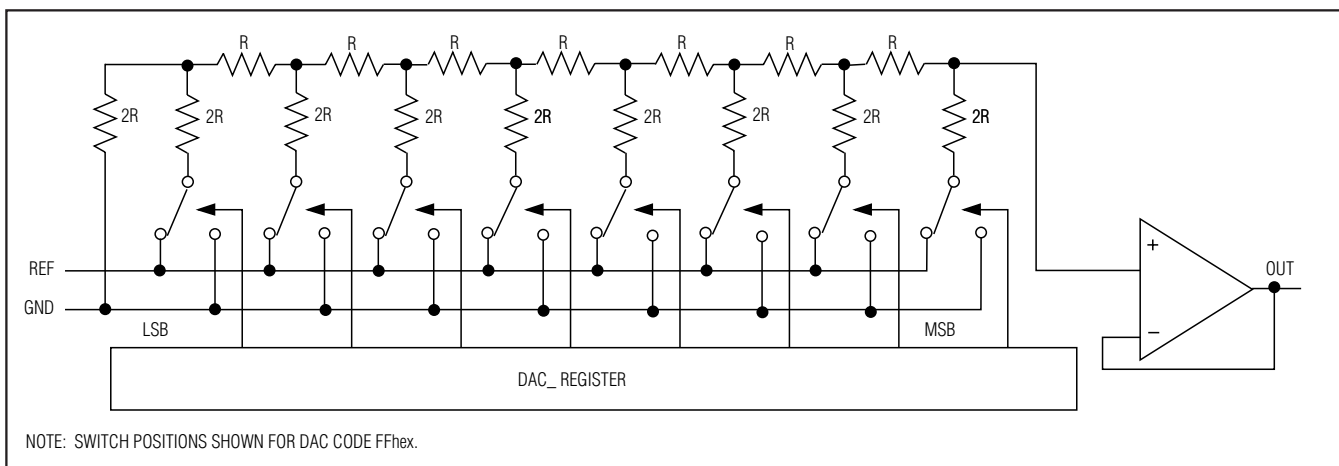 R R R R R R R
2R 2R 2R 2R 2R 2R 2R 2R 2R
+
REF
OUT
GND
LSB MSB
−
DAC_ REGISTER
NOTE: SWITCH POSITIONS SHOWN FOR DAC CODE FFhex.